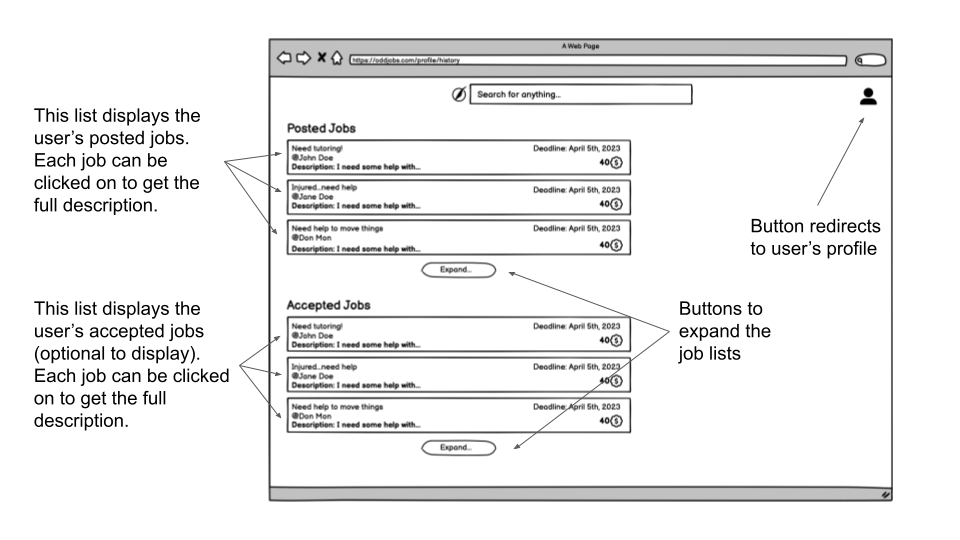 A Web Page
https://oddjobs.com/profile/history
Search for anything...
This list displays the
user's posted jobs.
Each job can be
clicked on to get the
full description.
Posted Jobs
Need tutoring!
Deadline: April 5th, 2023
@John Doe
40
Description: I need some help with...
Injured...need help
Deadline: April 5th, 2023
@Jane Doe
40
Description: I need some help with...
Need help to move things
Deadline: April 5th, 2023
@Don Mon
40
Description: I need some help with...
Expand...
Button redirects
to user's profile
This list displays the
user's accepted jobs
(optional to display).
Each job can be clicked
on to get the full
description.
Accepted Jobs
Need tutoring!
Deadline: April 5th, 2023
@John Doe
40
Description: I need some help with...
Injured...need help
Deadline: April 5th, 2023
@Jane Doe
40
Description: I need some help with...
Need help to move things
Deadline: April 5th, 2023
@Don Mon
40
Description: I need some help with...
Expand...
Buttons to
expand the
job lists